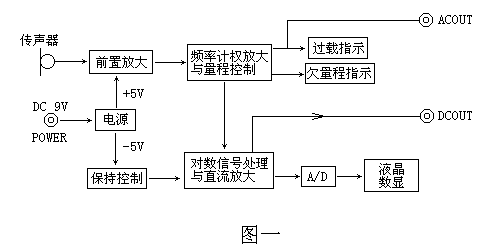 传声器
ACOUT
前置放大
频率计权放大
与量程控制
过载指示
欠量程指示
+5V
DC 9V
POWER
电源
DCOUT
-5V
保持控制
对数信号处理
与直流放大
A/D
液晶
数显
图一